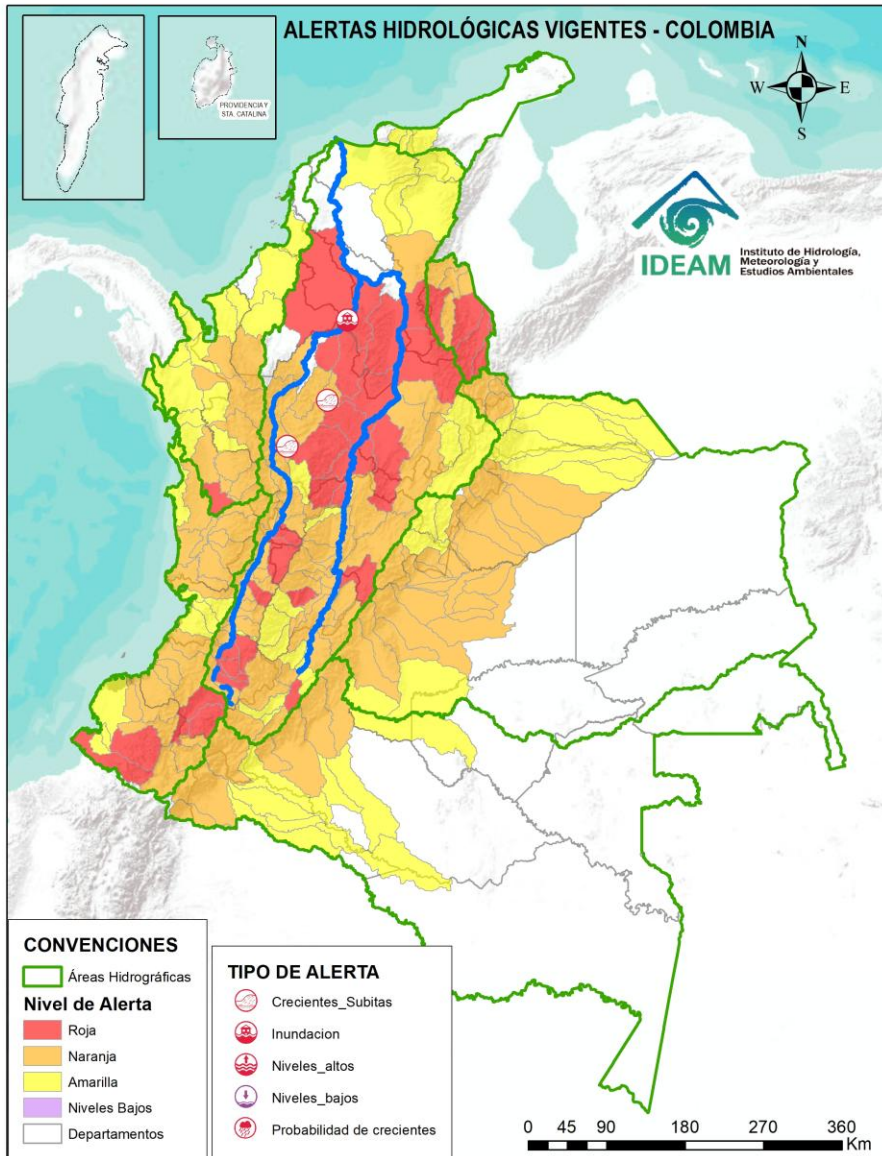 ALERTAS HIDROLÓGICAS VIGENTES - COLOMBIA
PROVIDENCIA Y
STA. CATALINA
N
W
E
S
IDEAM
Instituto de Hidrología,
Meteorología y
Estudios Ambientales
CONVENCIONES
Áreas Hidrográficas
Nivel de Alerta
Roja
Naranja
Amarilla
Niveles Bajos
Departamentos
TIPO DE ALERTA
Crecientes_Subitas
Inundacion
Niveles_altos
Niveles_bajos
Probabilidad de crecientes
0 45 90 180 270 360
Km